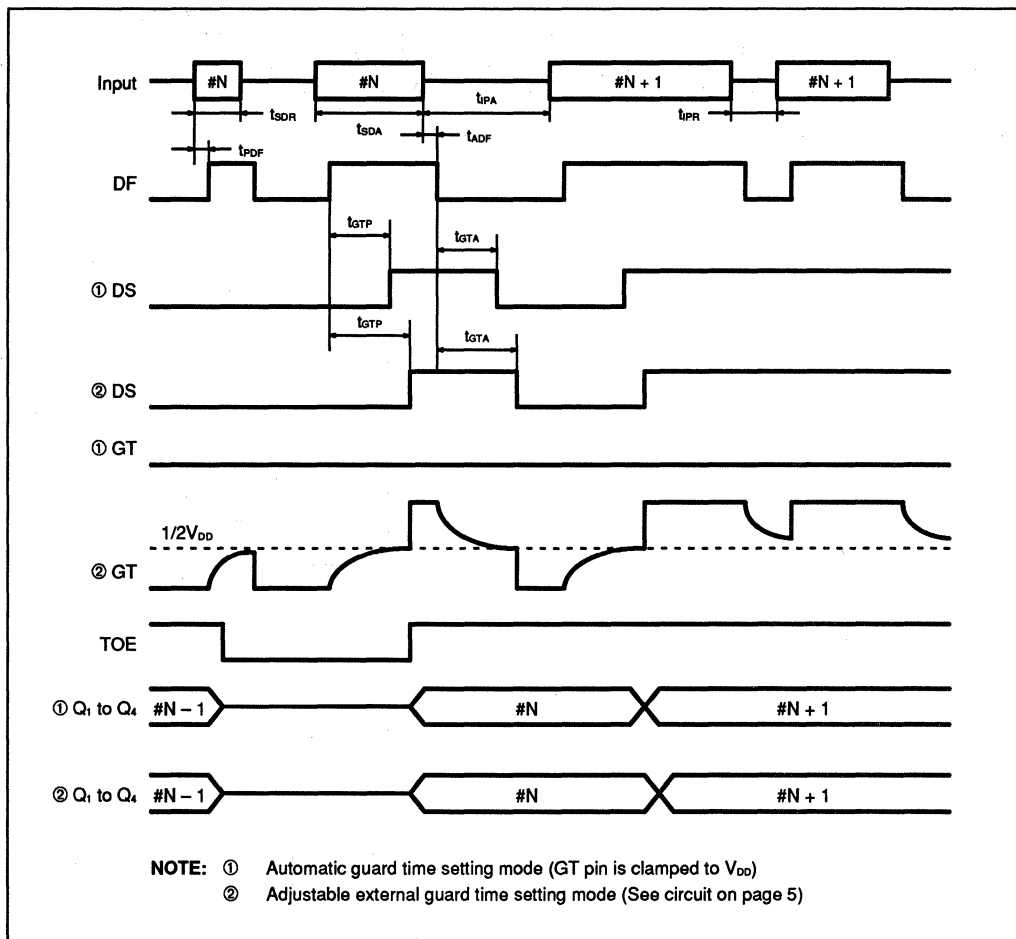 Input #N #N #N + 1 #N + 1
tSDR tIPA tIPR
tSDA tADF
tPDF
DF
tGTP tGTA
① DS
tGTP tGTA
② DS
① GT
1/2VDD
② GT
TOE
① Q1 to Q4 #N – 1 #N #N + 1
② Q1 to Q4 #N – 1 #N #N + 1
NOTE: ① Automatic guard time setting mode (GT pin is clamped to VDD)
② Adjustable external guard time setting mode (See circuit on page 5)